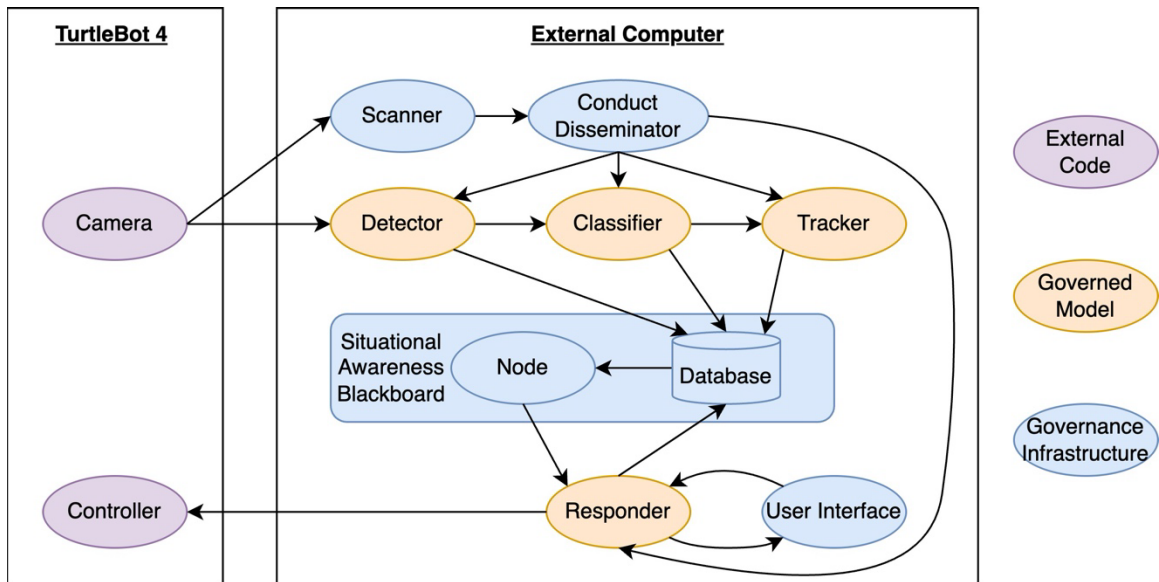 TurtleBot 4
External Computer
Scanner
Conduct
Disseminator
External
Code
Camera
Detector
Classifier
Tracker
Governed
Model
Situational
Awareness
Blackboard
Node
Database
Governance
Infrastructure
Controller
Responder
User Interface